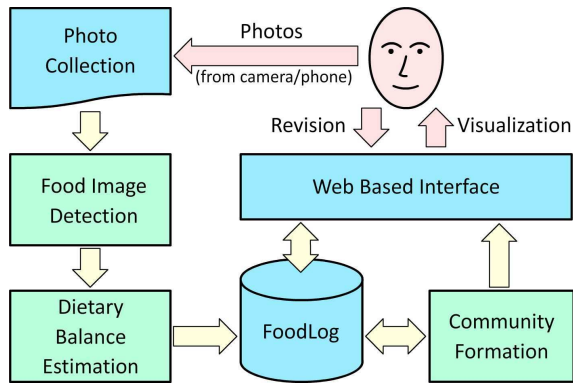 Photo
Collection
Photos
(from camera/phone)
Revision
Visualization
Food Image
Detection
Web Based Interface
Dietary
Balance
Estimation
FoodLog
Community
Formation